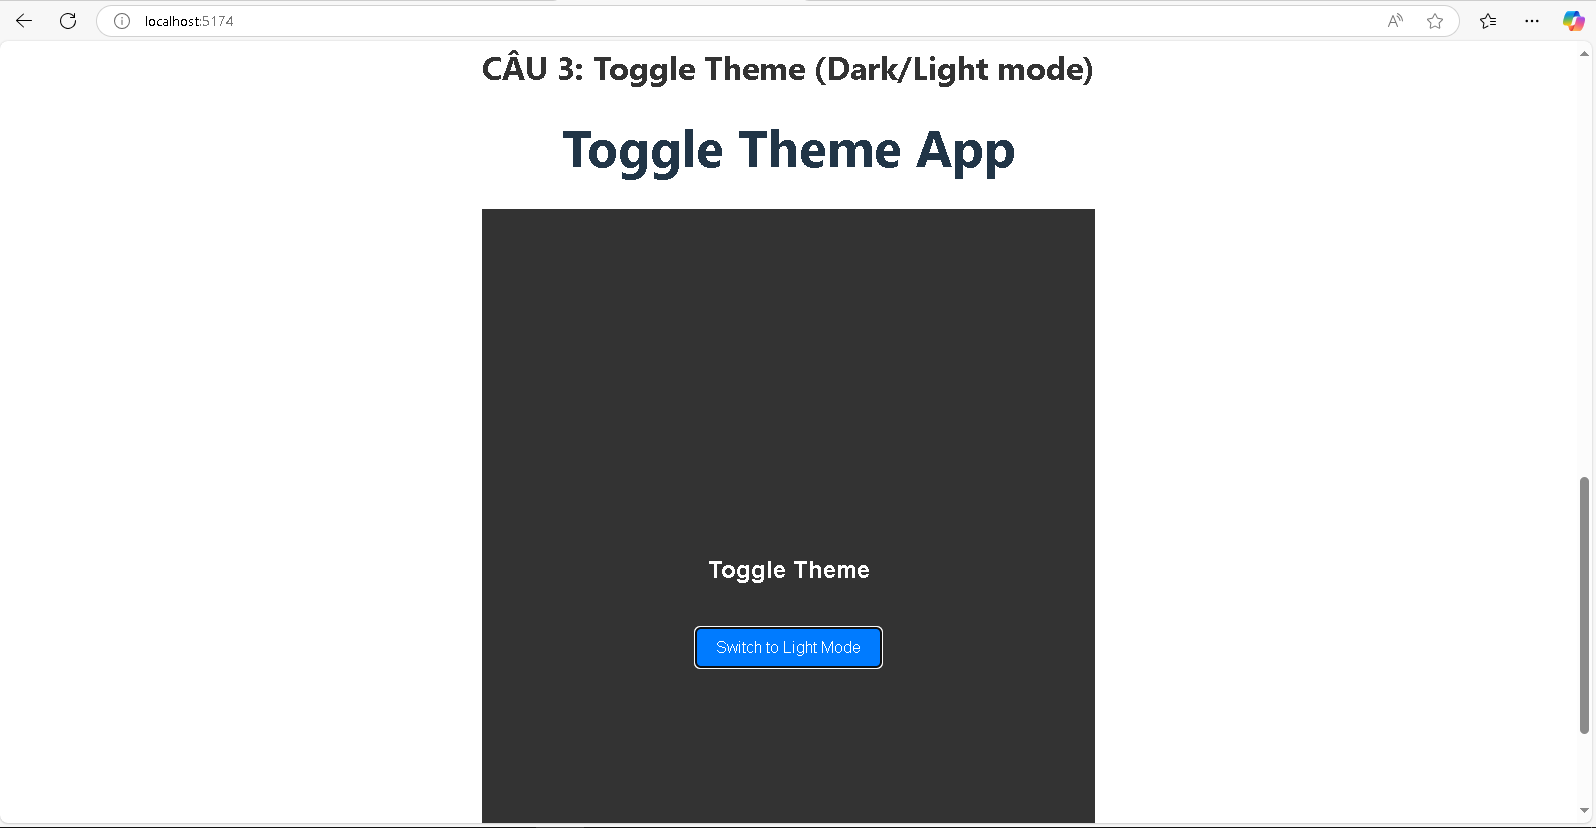 localhost:5174
CÂU 3: Toggle Theme (Dark/Light mode)
Toggle Theme App
Toggle Theme
Switch to Light Mode